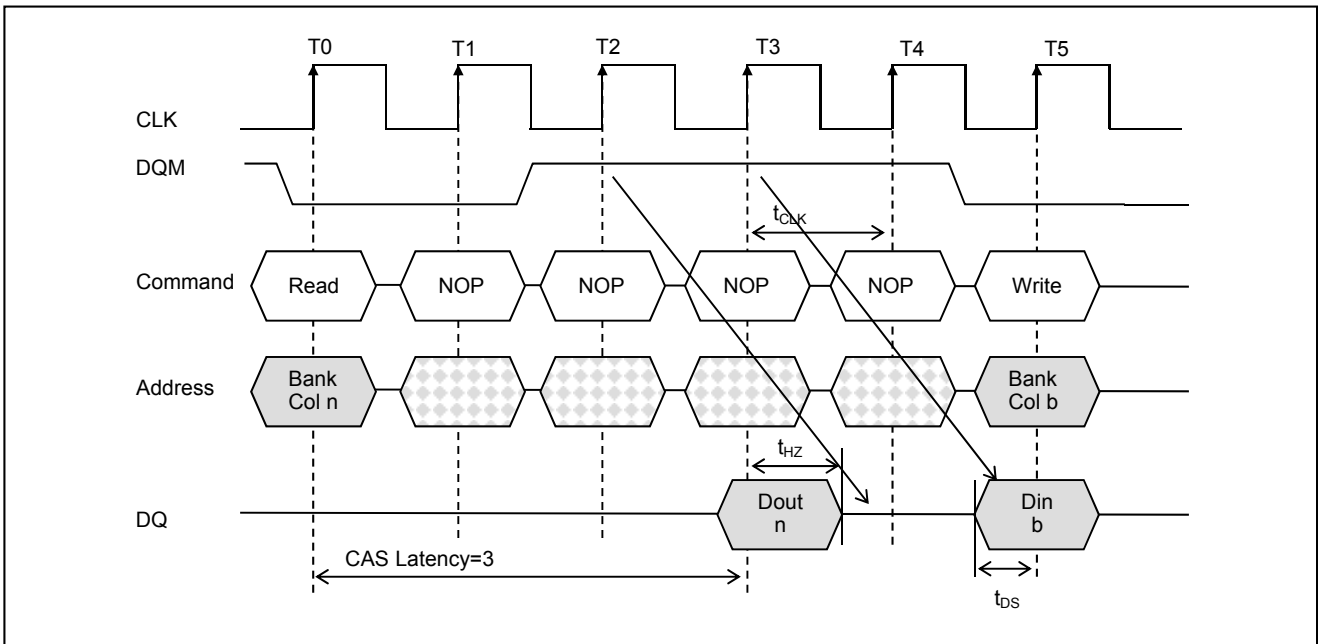 T0 T1 T2 T3 T4 T5
CLK
DQM
tCLK
Command Read NOP NOP NOP NOP Write
Address Bank Col n Bank Col b
tHZ
DQ Dout n Din b
CAS Latency=3
tDS